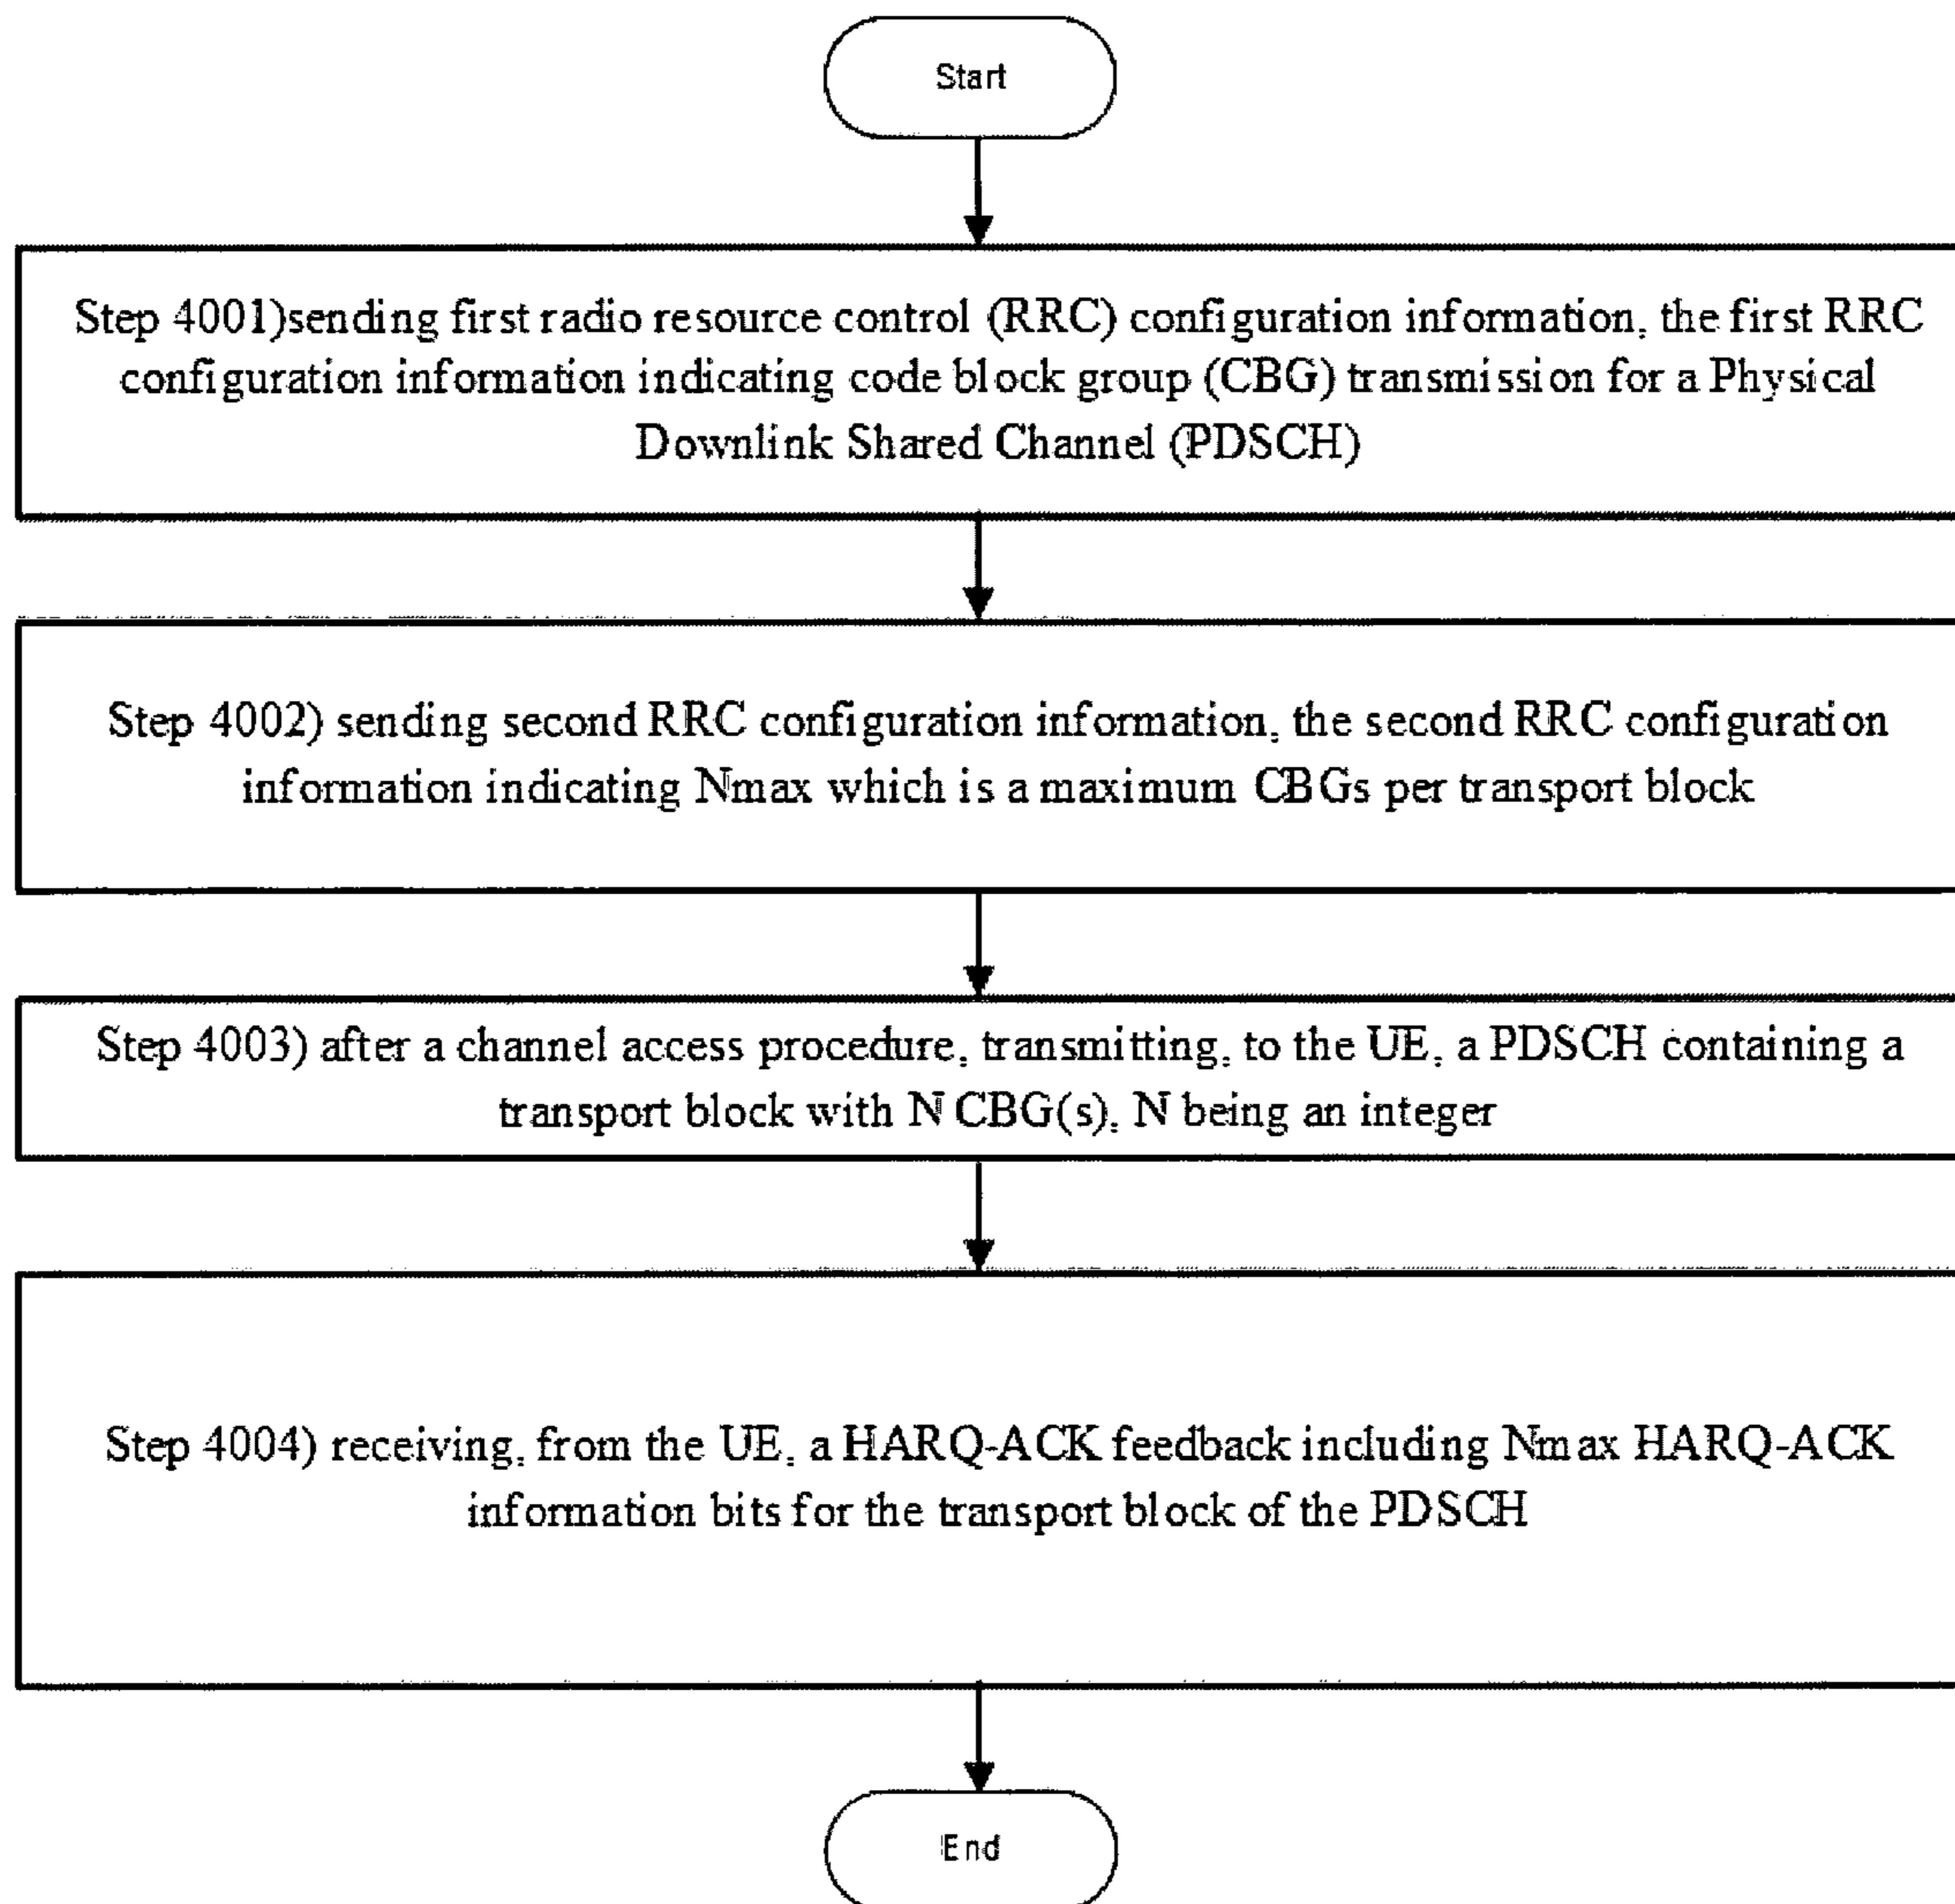 Start
Step 4001)sending first radio resource control (RRC) configuration information, the first RRC
configuration information indicating code block group (CBG) transmission for a Physical
Downlink Shared Channel (PDSCH)
Step 4002) sending second RRC configuration information, the second RRC configuration
information indicating Nmax which is a maximum CBGs per transport block
Step 4003) after a channel access procedure, transmitting, to the UE, a PDSCH containing a
transport block with N CBG(s), N being an integer
Step 4004) receiving, from the UE, a HARQ-ACK feedback including Nmax HARQ-ACK
information bits for the transport block of the PDSCH
End